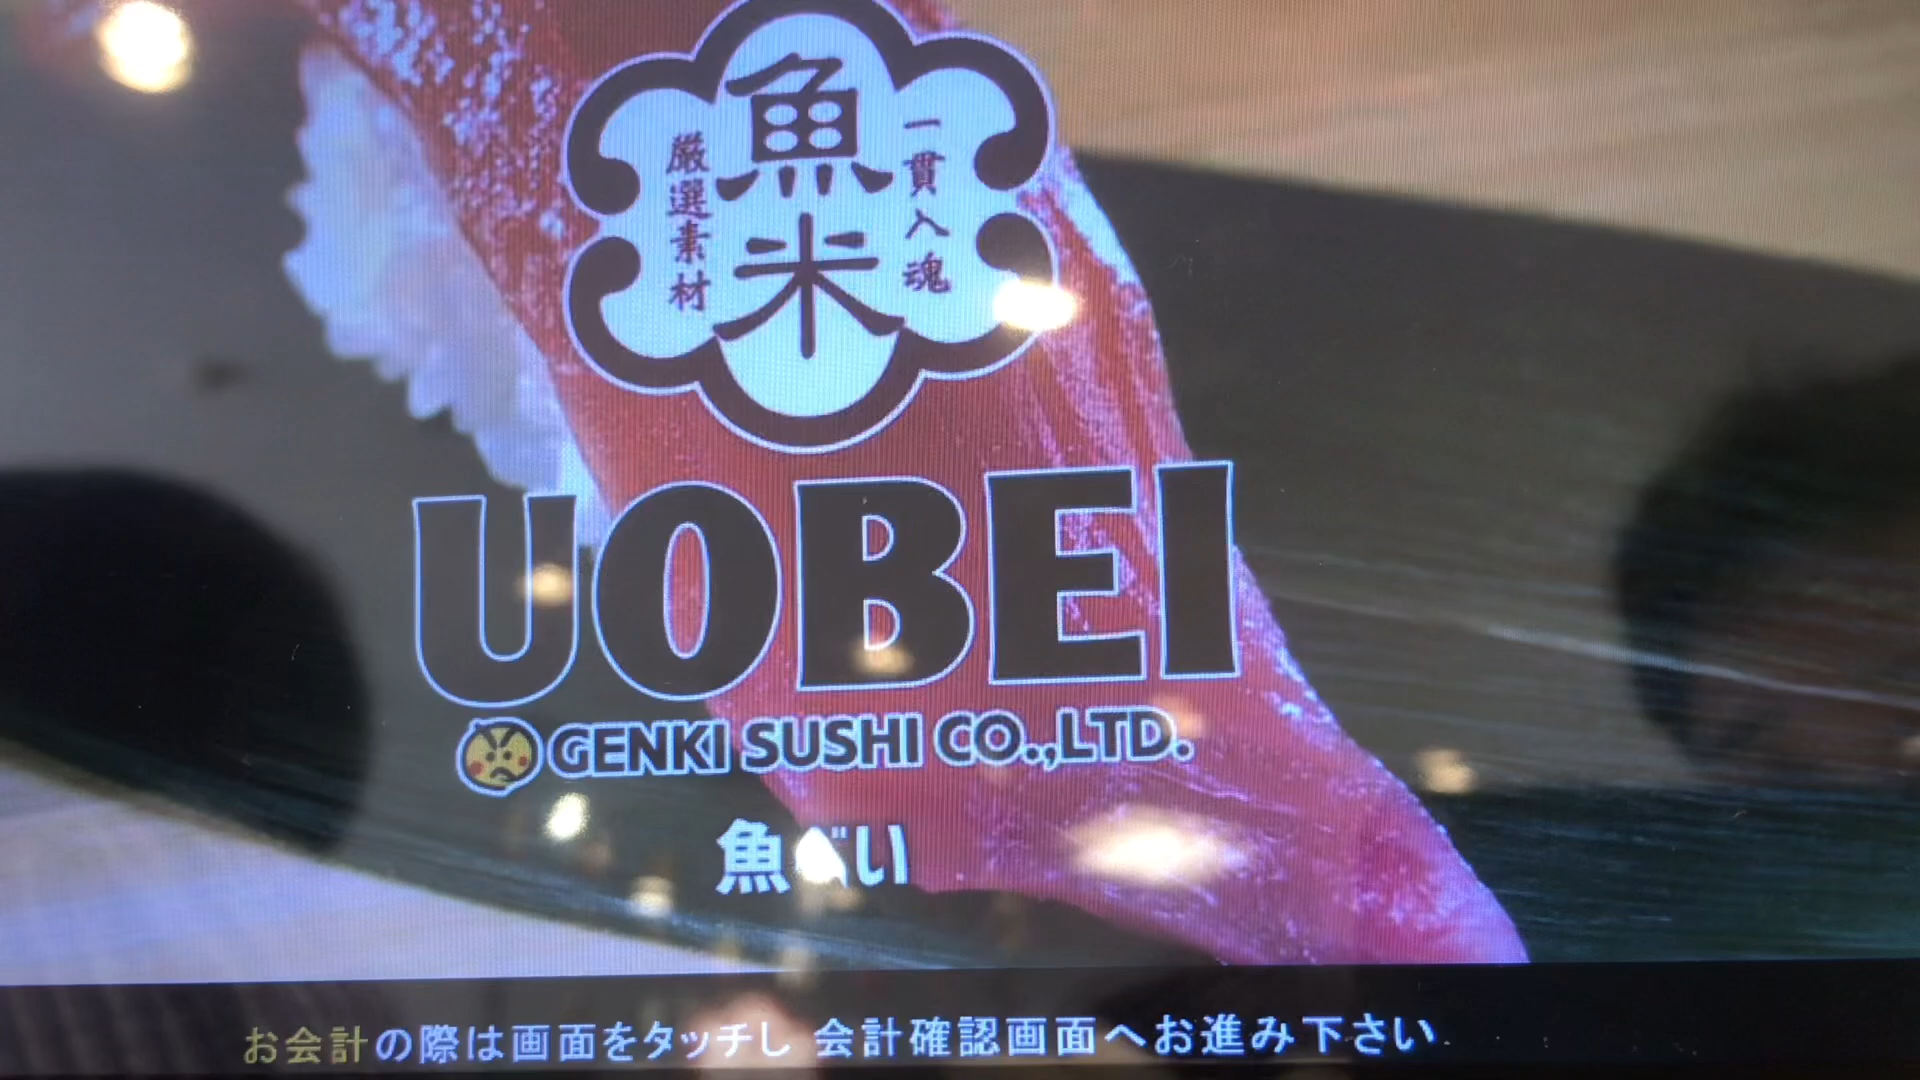 魚米
一貫入魂
厳選素材
UOBEI
GENKI SUSHI CO.,LTD.
魚べい
お会計の際は画面をタッチし 会計確認画面へお進み下さい